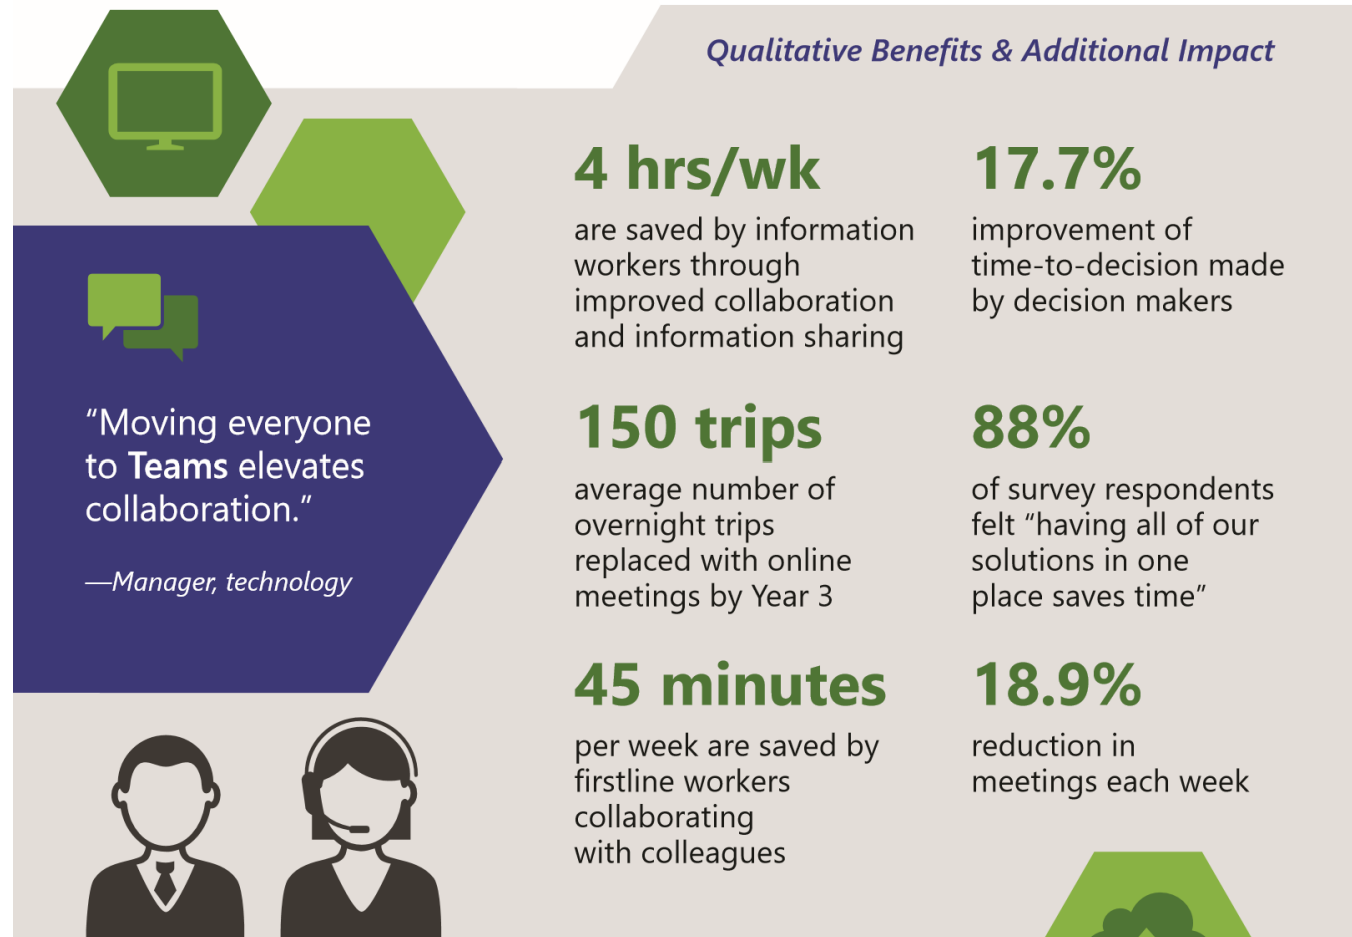 Qualitative Benefits & Additional Impact
“Moving everyone
to Teams elevates
collaboration.”
—Manager, technology
4 hrs/wk
are saved by information
workers through
improved collaboration
and information sharing
17.7%
improvement of
time-to-decision made
by decision makers
150 trips
average number of
overnight trips
replaced with online
meetings by Year 3
88%
of survey respondents
felt “having all of our
solutions in one
place saves time”
45 minutes
per week are saved by
firstline workers
collaborating
with colleagues
18.9%
reduction in
meetings each week